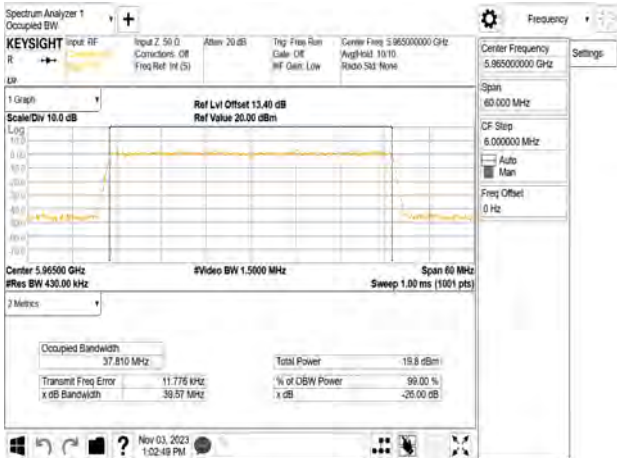 Spectrum Analyzer 1
Occupied BW
+
Frequency
KEYSIGHT
Input: RF
R
Input Z: 50 Ω
Corrections: Off
Freq Ref: Int (S)
Atten: 20 dB
Trig: Free Run
Gate: Off
#IF Gain: Low
Center Freq: 5.965000000 GHz
Avg|Hold: 10/10
Radio Std: None
1 Graph
Scale/Div 10.0 dB
Ref Lvl Offset 13.40 dB
Ref Value 20.00 dBm
Log
Center 5.96500 GHz
#Res BW 430.00 kHz
#Video BW 1.5000 MHz
Span 60 MHz
Sweep 1.00 ms (1001 pts)
2 Metrics
Occupied Bandwidth
37.810 MHz
Total Power
19.8 dBm
Transmit Freq Error
11.776 kHz
% of OBW Power
99.00 %
x dB Bandwidth
39.57 MHz
x dB
-26.00 dB
Center Frequency
5.965000000 GHz
Settings
Span
60.000 MHz
CF Step
6.000000 MHz
Auto
Man
Freq Offset
0 Hz
?
Nov 03, 2023
1:02:49 PM